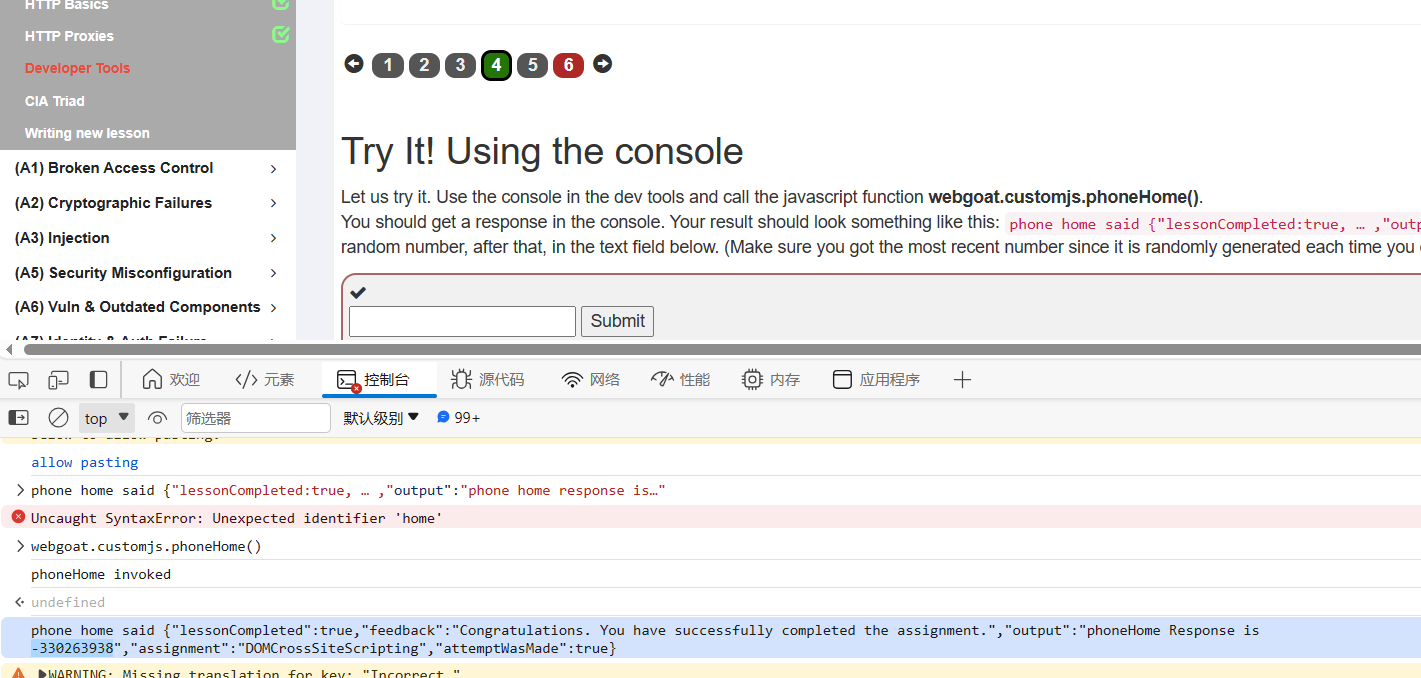 HTTP Basics
HTTP Proxies
Developer Tools
CIA Triad
Writing new lesson
(A1) Broken Access Control
(A2) Cryptographic Failures
(A3) Injection
(A5) Security Misconfiguration
(A6) Vuln & Outdated Components
1 2 3 4 5 6
Try It! Using the console
Let us try it. Use the console in the dev tools and call the javascript function webgoat.customjs.phoneHome().
You should get a response in the console. Your result should look something like this: phone home said {"lessonCompleted:true, … ,"outp
random number, after that, in the text field below. (Make sure you got the most recent number since it is randomly generated each time you
Submit
欢迎 </> 元素 控制台 源代码 网络 性能 内存 应用程序
top 筛选器 默认级别 99+
allow pasting
phone home said {"lessonCompleted:true, … ,"output":"phone home response is…"
Uncaught SyntaxError: Unexpected identifier 'home'
webgoat.customjs.phoneHome()
phoneHome invoked
undefined
phone home said {"lessonCompleted":true,"feedback":"Congratulations. You have successfully completed the assignment.","output":"phoneHome Response is
-330263938","assignment":"DOMCrossSiteScripting","attemptWasMade":true}
WARNING: Missing translation for key: "Incorrect."